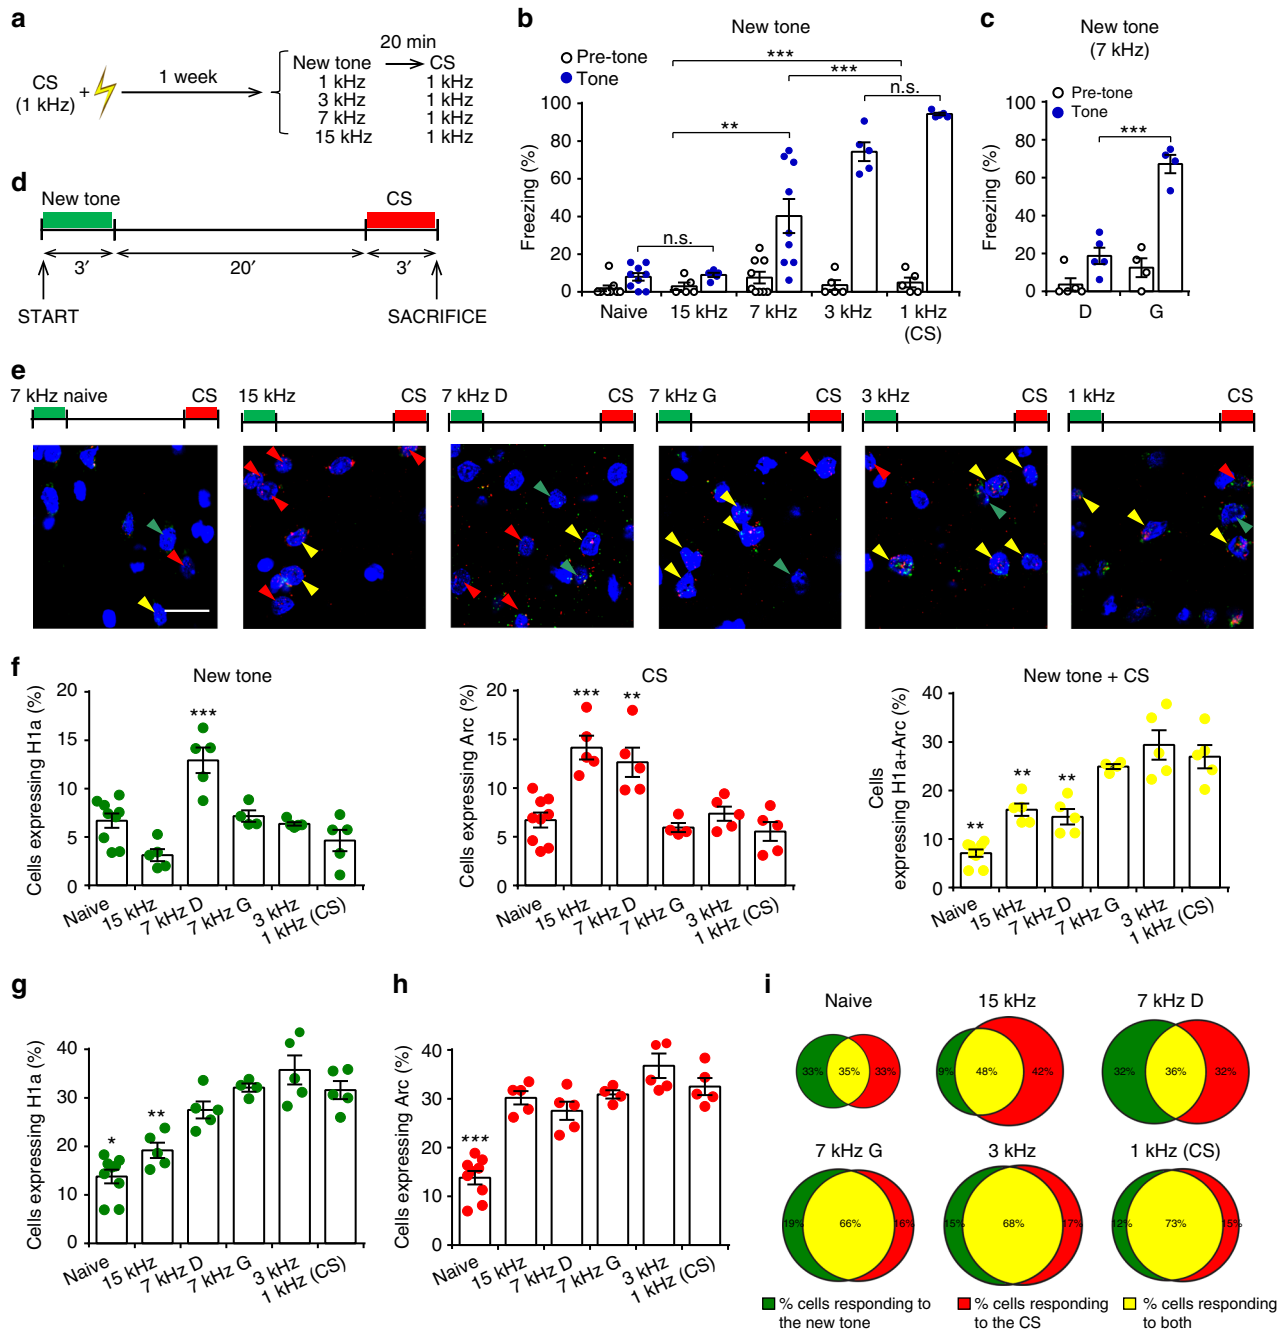 a
CS
(1 kHz)
+
1 week
New tone
20 min
CS
1 kHz 1 kHz
3 kHz 1 kHz
7 kHz 1 kHz
15 kHz 1 kHz
b
New tone
Pre-tone
Tone
***
***
n.s.
**
n.s.
Freezing (%)
100
80
60
40
20
0
Naive 15 kHz 7 kHz 3 kHz 1 kHz
(CS)
c
New tone
(7 kHz)
Pre-tone
Tone
***
Freezing (%)
100
80
60
40
20
0
D G
d
New tone CS
3′ 20′ 3′
START SACRIFICE
e
7 kHz naive CS
15 kHz CS
7 kHz D CS
7 kHz G CS
3 kHz CS
1 kHz CS
f
New tone
Cells expressing H1a (%)
20
15
10
5
0
***
Naive 15 kHz 7 kHz D 7 kHz G 3 kHz 1 kHz (CS)
CS
Cells expressing Arc (%)
20
15
10
5
0
*** **
Naive 15 kHz 7 kHz D 7 kHz G 3 kHz 1 kHz (CS)
New tone + CS
Cells
expressing H1a+Arc (%)
40
30
20
10
0
** ** **
Naive 15 kHz 7 kHz D 7 kHz G 3 kHz 1 kHz (CS)
g
Cells expressing H1a (%)
40
30
20
10
0
* **
Naive 15 kHz 7 kHz D 7 kHz G 3 kHz 1 kHz (CS)
h
Cells expressing Arc (%)
40
30
20
10
0
***
Naive 15 kHz 7 kHz D 7 kHz G 3 kHz 1 kHz (CS)
i
Naive
33% 35% 33%
15 kHz
9% 48% 42%
7 kHz D
32% 36% 32%
7 kHz G
19% 66% 16%
3 kHz
15% 68% 17%
1 kHz (CS)
12% 73% 15%
% cells responding to
the new tone
% cells responding
to the CS
% cells responding
to both